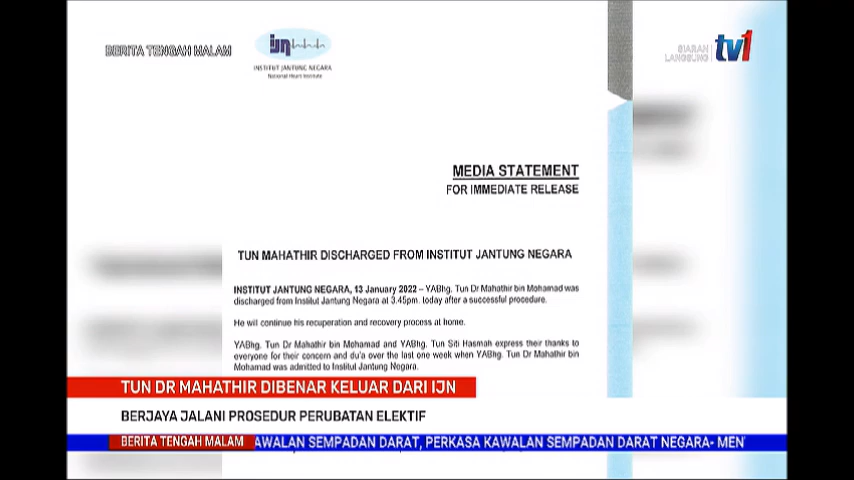 BERITA TENGAH MALAM
IJN
INSTITUT JANTUNG NEGARA
National Heart Institute
SIARAN
LANGSUNG
tv1
MEDIA STATEMENT
FOR IMMEDIATE RELEASE
TUN MAHATHIR DISCHARGED FROM INSTITUT JANTUNG NEGARA
INSTITUT JANTUNG NEGARA, 13 January 2022 – YABhg. Tun Dr Mahathir bin Mohamad was
discharged from Institut Jantung Negara at 3.45pm. today after a successful procedure.
He will continue his recuperation and recovery process at home.
YABhg. Tun Dr Mahathir bin Mohamad and YABhg. Tun Siti Hasmah express their thanks to
everyone for their concern and du'a over the last one week when YABhg. Tun Dr Mahathir bin
Mohamad was admitted to Institut Jantung Negara.
TUN DR MAHATHIR DIBENAR KELUAR DARI IJN
BERJAYA JALANI PROSEDUR PERUBATAN ELEKTIF
BERITA TENGAH MALAM
AWALAN SEMPADAN DARAT, PERKASA KAWALAN SEMPADAN DARAT NEGARA- MEN